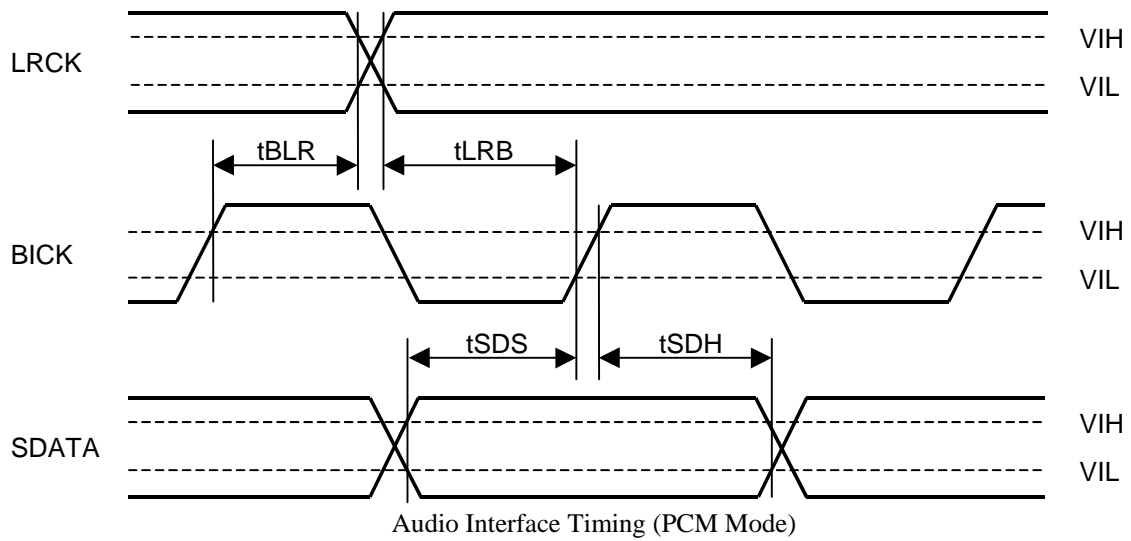 VIH
LRCK
VIL
tBLR
tLRB
VIH
BICK
VIL
tSDS
tSDH
VIH
SDATA
VIL
Audio Interface Timing (PCM Mode)